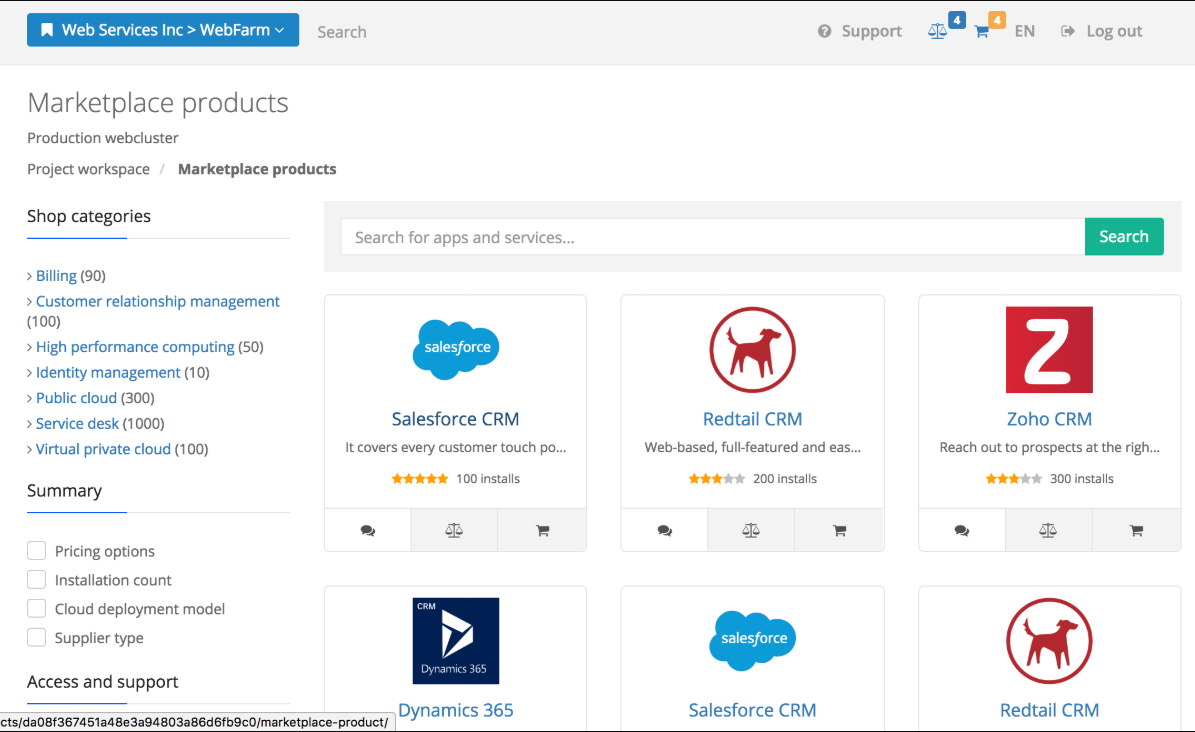 Web Services Inc > WebFarm
Search
Support
4
4
EN
Log out
Marketplace products
Production webcluster
Project workspace / Marketplace products
Shop categories
Billing (90)
Customer relationship management
(100)
High performance computing (50)
Identity management (10)
Public cloud (300)
Service desk (1000)
Virtual private cloud (100)
Summary
Pricing options
Installation count
Cloud deployment model
Supplier type
Access and support
Search for apps and services...
Search
salesforce
Salesforce CRM
It covers every customer touch po...
100 installs
Redtail CRM
Web-based, full-featured and eas...
200 installs
Z
Zoho CRM
Reach out to prospects at the righ...
300 installs
CRM
Dynamics 365
Dynamics 365
salesforce
Salesforce CRM
Redtail CRM
cts/da08f367451a48e3a94803a86d6fb9c0/marketplace-product/